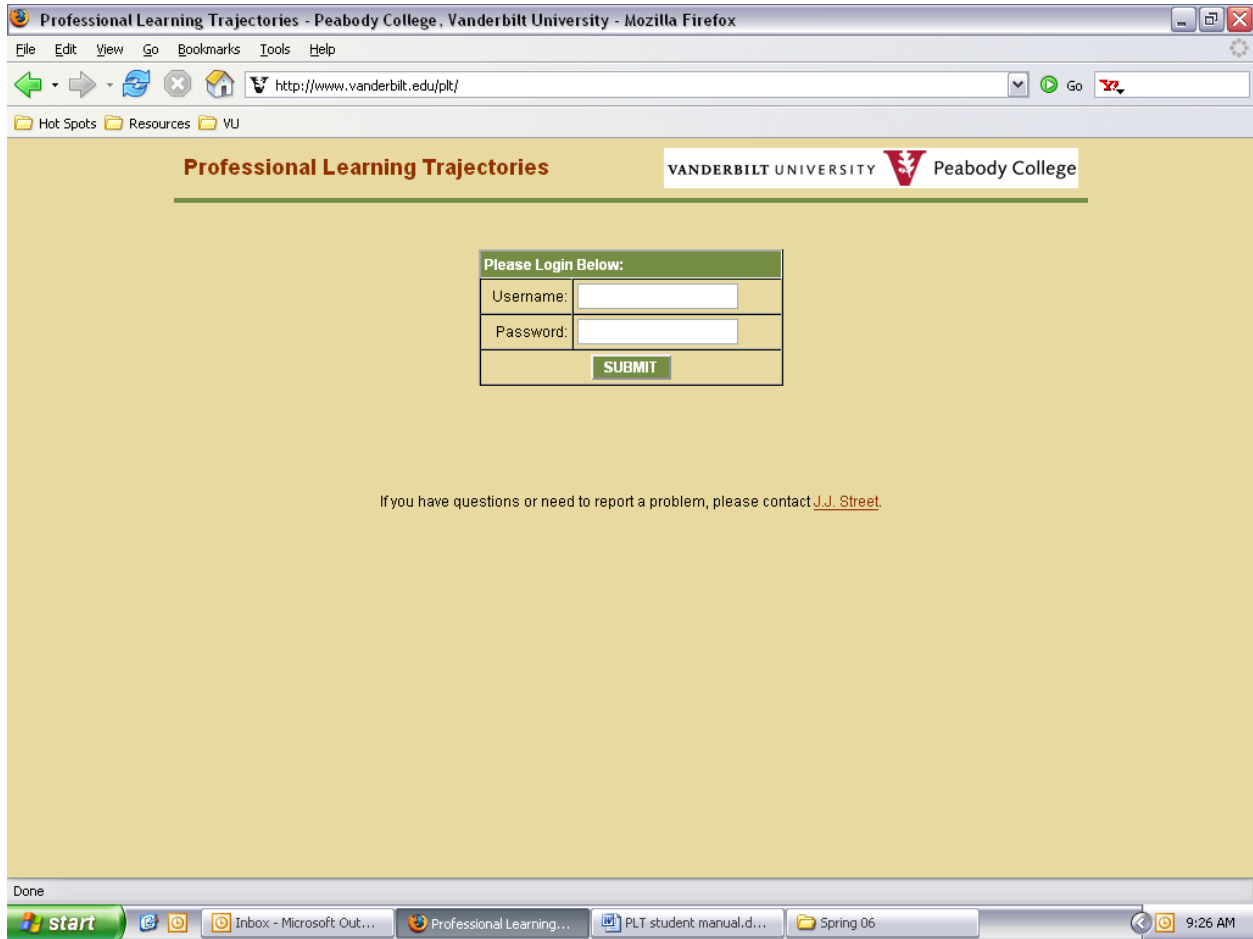 Professional Learning Trajectories - Peabody College, Vanderbilt University - Mozilla Firefox
File Edit View Go Bookmarks Tools Help
http://www.vanderbilt.edu/plt/ Go Y!
Hot Spots Resources VU
Professional Learning Trajectories VANDERBILT UNIVERSITY V Peabody College
Please Login Below:
Username:
Password:
SUBMIT
If you have questions or need to report a problem, please contact J.J. Street.
Done
start Inbox - Microsoft Out... Professional Learning... PLT student manual.d... Spring 06 9:26 AM